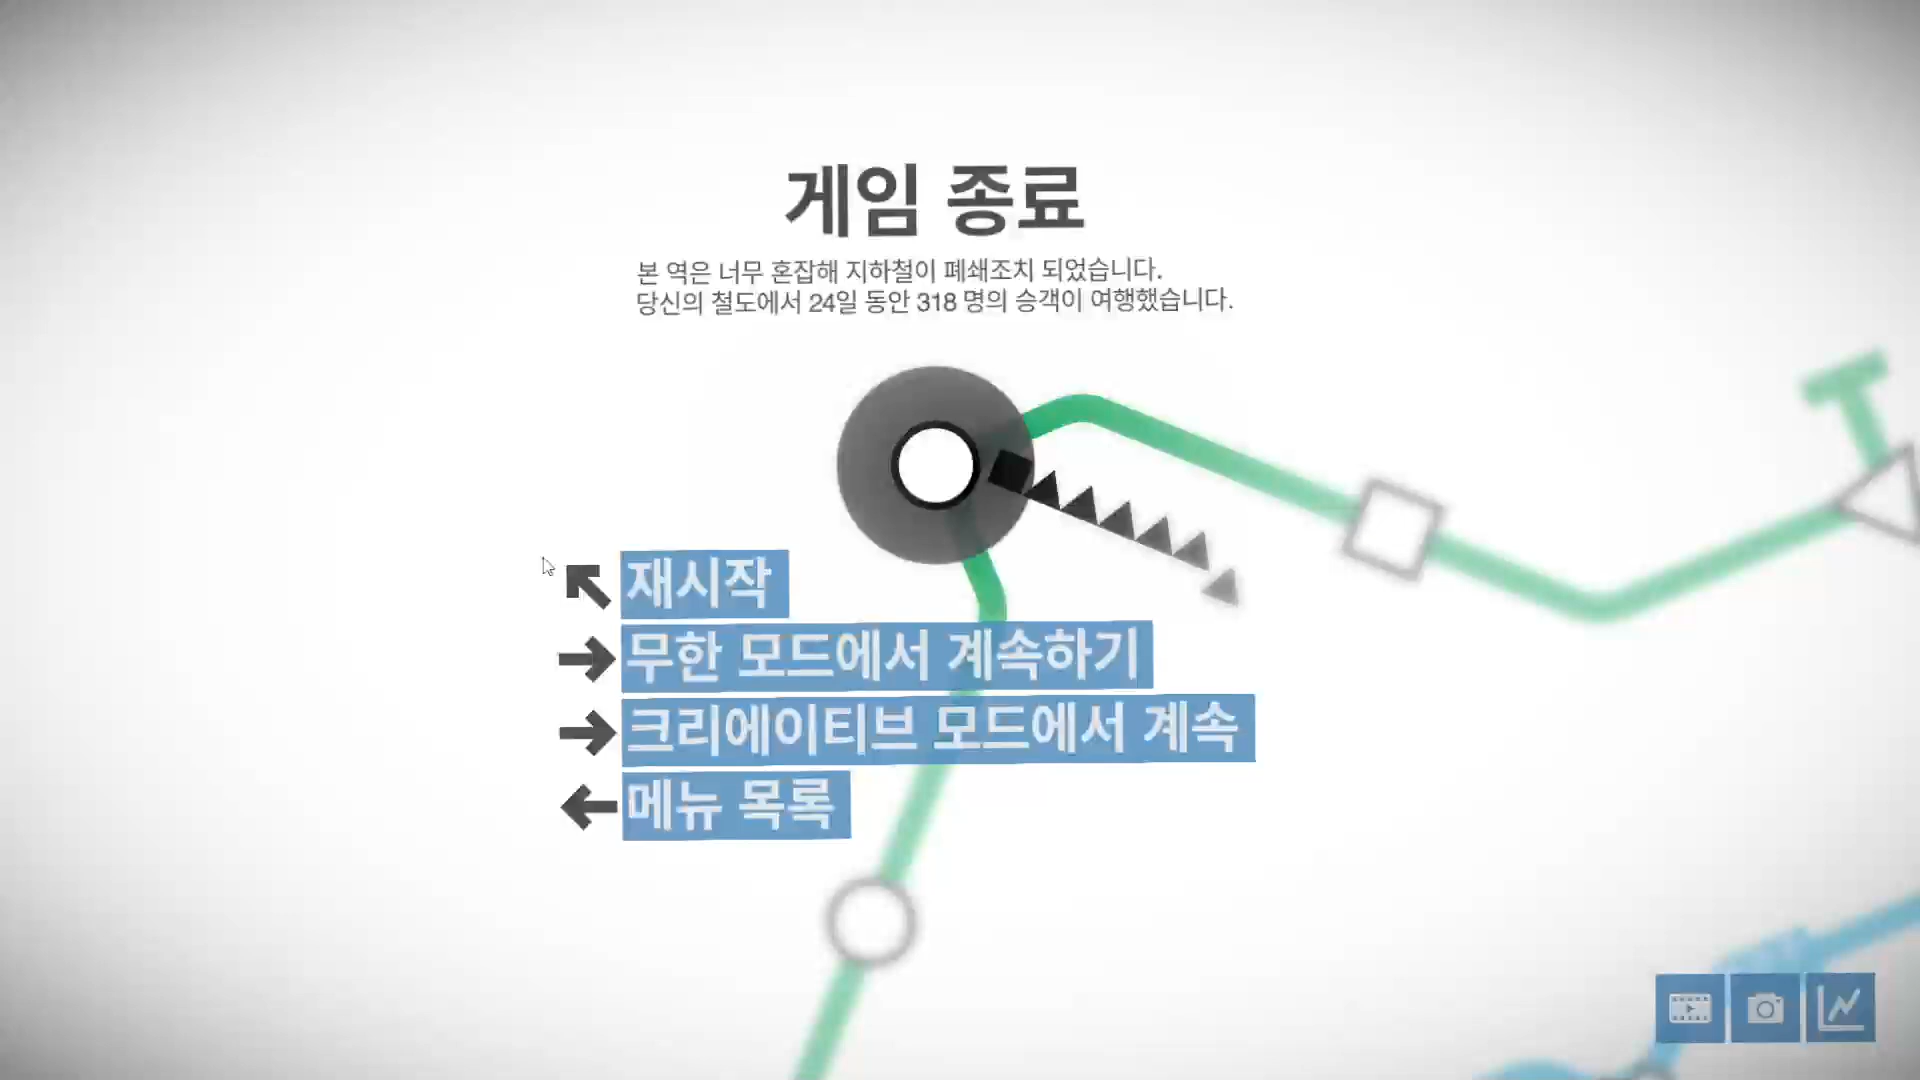 게임 종료
본 역은 너무 혼잡해 지하철이 폐쇄조치 되었습니다.
당신의 철도에서 24일 동안 318 명의 승객이 여행했습니다.
재시작
무한 모드에서 계속하기
크리에이티브 모드에서 계속
메뉴 목록